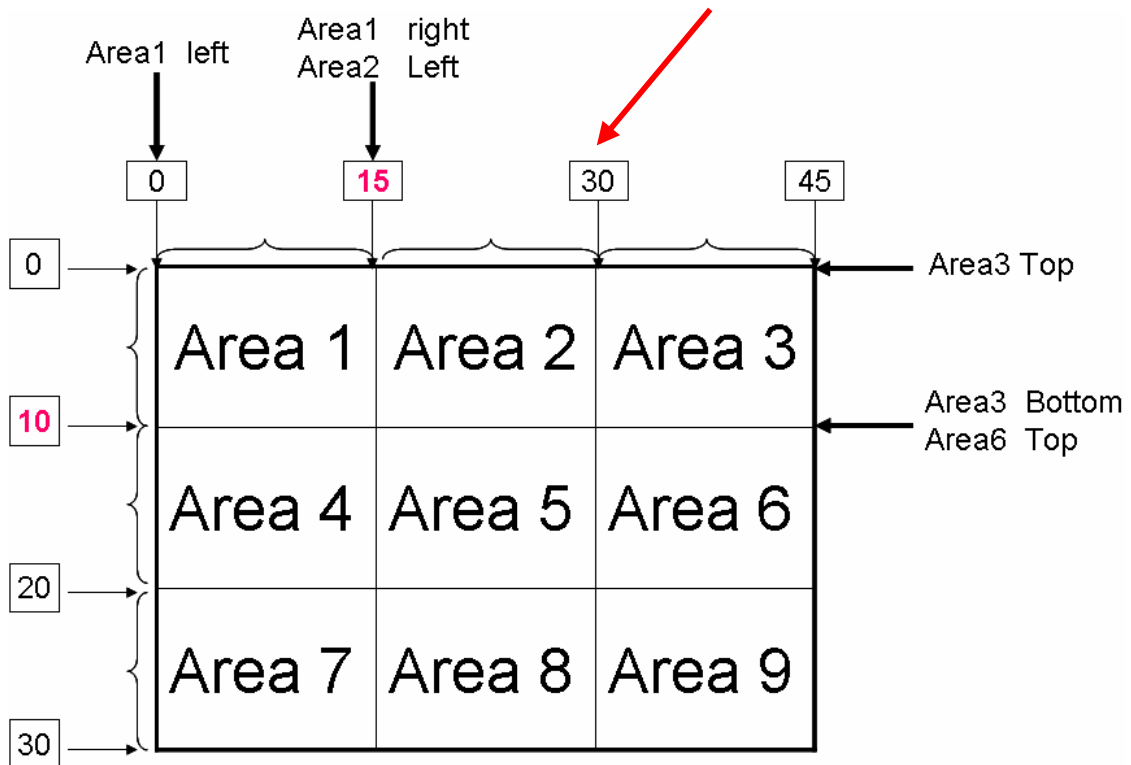 Area1 left
Area1 right
Area2 Left
0 15 30 45
0
Area3 Top
Area 1 Area 2 Area 3
10
Area3 Bottom
Area6 Top
Area 4 Area 5 Area 6
20
Area 7 Area 8 Area 9
30